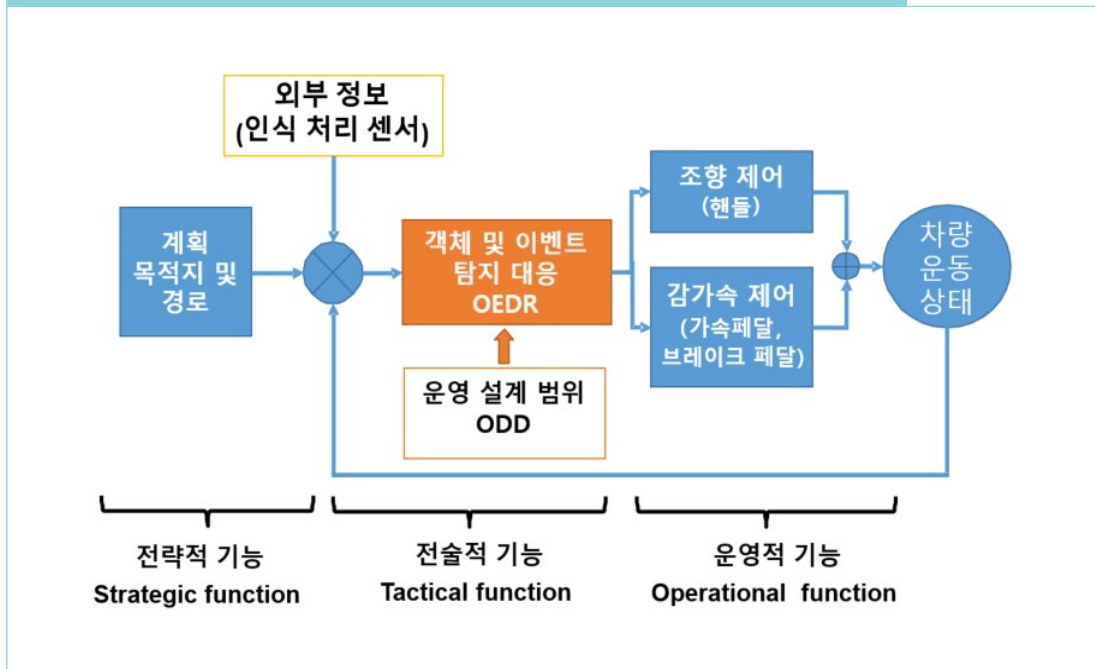 외부 정보
(인식 처리 센서)
계획
목적지 및
경로
객체 및 이벤트
탐지 대응
OEDR
운영 설계 범위
ODD
조향 제어
(핸들)
감가속 제어
(가속페달,
브레이크 페달)
차량
운동
상태
전략적 기능
Strategic function
전술적 기능
Tactical function
운영적 기능
Operational function